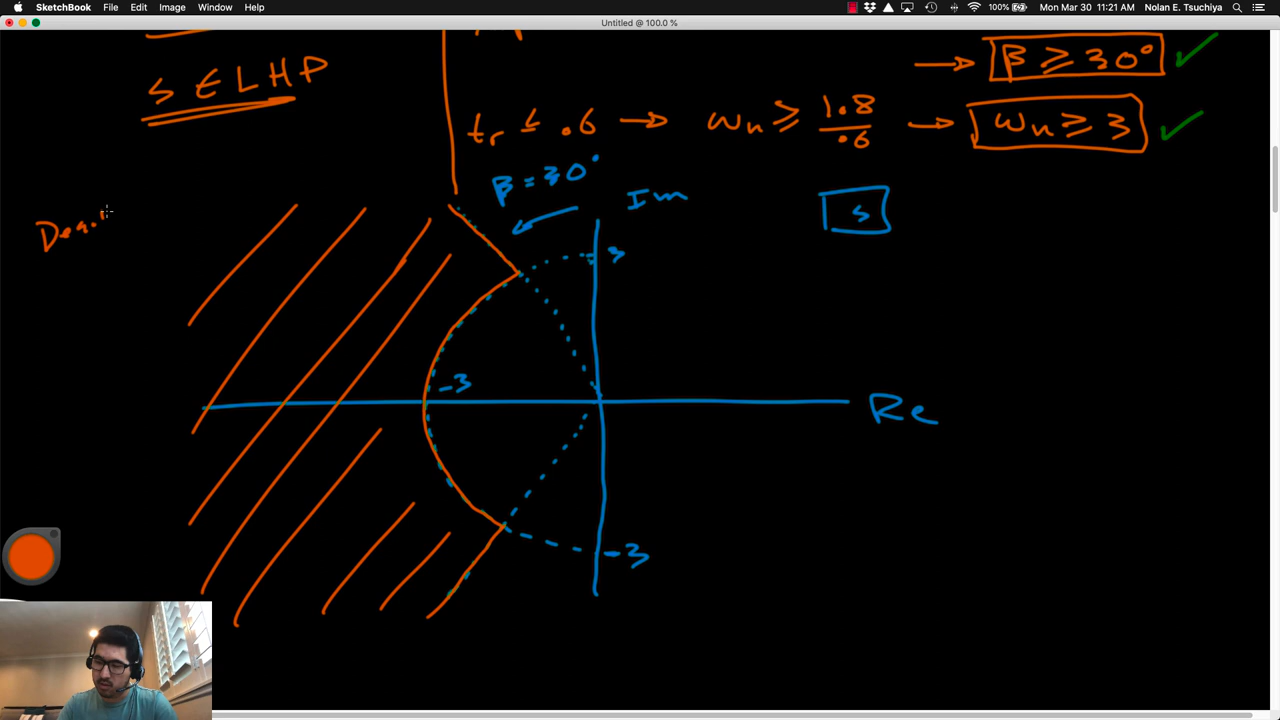 SketchBook File Edit Image Window Help 100% Mon Mar 30 11:21 AM Nolan E. Tsuchiya
Untitled @ 100.0 %
β ≥ 30°
S ∈ LHP
tr ≤ .6 → ωn ≥ 1.8/.6 → ωn ≥ 3
β = 30°
Im
s
3
-3
Re
-3